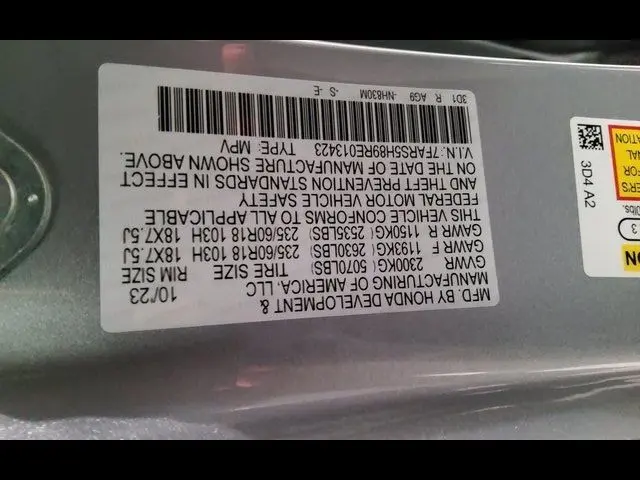 MFD. BY HONDA DEVELOPMENT &
MANUFACTURING OF AMERICA, LLC 10/23
GVWR 2300KG (5070LBS) TIRE SIZE RIM SIZE
GAWR F 1193KG (2630LBS) 235/60R18 103H 18X7.5J
GAWR R 1150KG (2535LBS) 235/60R18 103H 18X7.5J
THIS VEHICLE CONFORMS TO ALL APPLICABLE
FEDERAL MOTOR VEHICLE SAFETY
AND THEFT PREVENTION STANDARDS IN EFFECT
ON THE DATE OF MANUFACTURE SHOWN ABOVE.
V.I.N.:7FARS5H89RE013423 TYPE: MPV
3D1 R AG9 -NH830M -S -E
3D4 A2
3